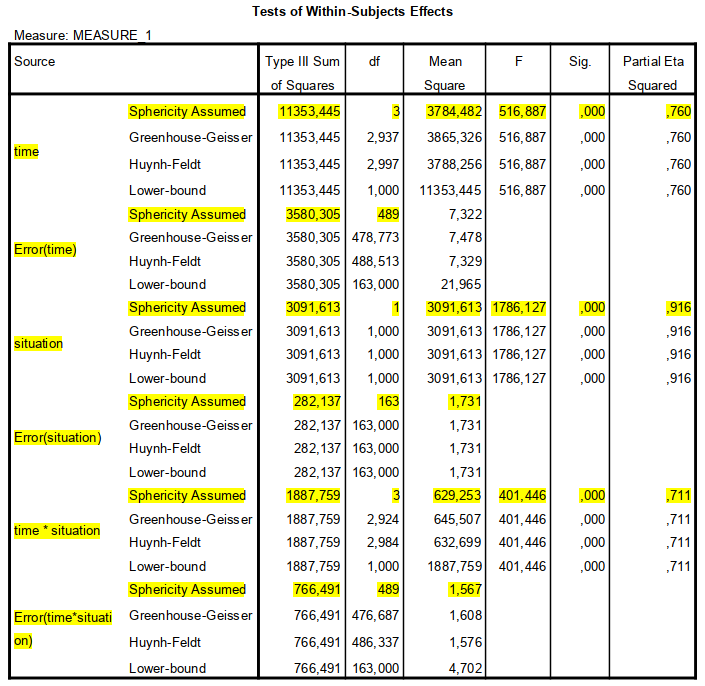 Tests of Within-Subjects Effects
Measure: MEASURE_1
Source Type III Sum of Squares df Mean Square F Sig. Partial Eta Squared
time Sphericity Assumed 11353,445 3 3784,482 516,887 ,000 ,760
Greenhouse-Geisser 11353,445 2,937 3865,326 516,887 ,000 ,760
Huynh-Feldt 11353,445 2,997 3788,256 516,887 ,000 ,760
Lower-bound 11353,445 1,000 11353,445 516,887 ,000 ,760
Error(time) Sphericity Assumed 3580,305 489 7,322
Greenhouse-Geisser 3580,305 478,773 7,478
Huynh-Feldt 3580,305 488,513 7,329
Lower-bound 3580,305 163,000 21,965
situation Sphericity Assumed 3091,613 1 3091,613 1786,127 ,000 ,916
Greenhouse-Geisser 3091,613 1,000 3091,613 1786,127 ,000 ,916
Huynh-Feldt 3091,613 1,000 3091,613 1786,127 ,000 ,916
Lower-bound 3091,613 1,000 3091,613 1786,127 ,000 ,916
Error(situation) Sphericity Assumed 282,137 163 1,731
Greenhouse-Geisser 282,137 163,000 1,731
Huynh-Feldt 282,137 163,000 1,731
Lower-bound 282,137 163,000 1,731
time * situation Sphericity Assumed 1887,759 3 629,253 401,446 ,000 ,711
Greenhouse-Geisser 1887,759 2,924 645,507 401,446 ,000 ,711
Huynh-Feldt 1887,759 2,984 632,699 401,446 ,000 ,711
Lower-bound 1887,759 1,000 1887,759 401,446 ,000 ,711
Error(time*situation) Sphericity Assumed 766,491 489 1,567
Greenhouse-Geisser 766,491 476,687 1,608
Huynh-Feldt 766,491 486,337 1,576
Lower-bound 766,491 163,000 4,702